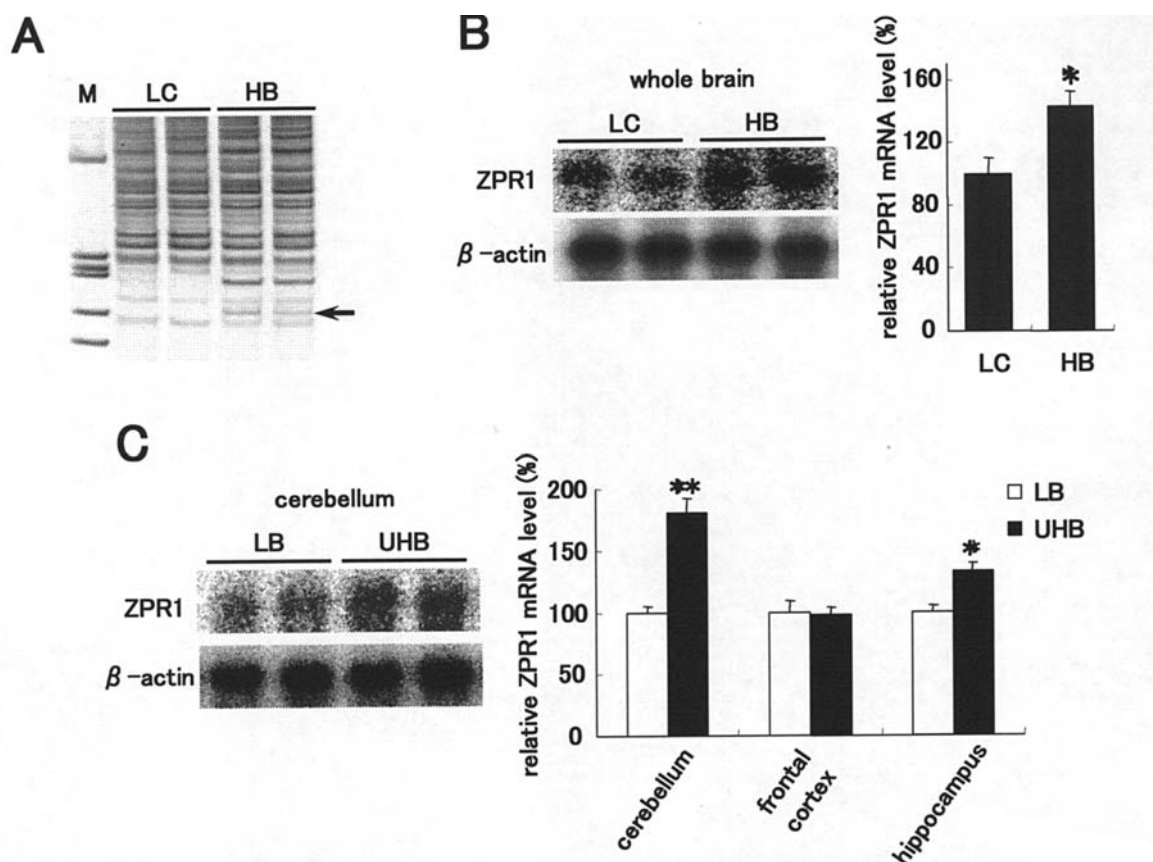 A
M LC HB
B
whole brain
LC HB
ZPR1
β-actin
relative ZPR1 mRNA level (%)
160
120
80
40
0
*
LC HB
C
cerebellum
LB UHB
ZPR1
β-actin
relative ZPR1 mRNA level (%)
200
150
100
50
0
**
*
LB
UHB
cerebellum
frontal
cortex
hippocampus